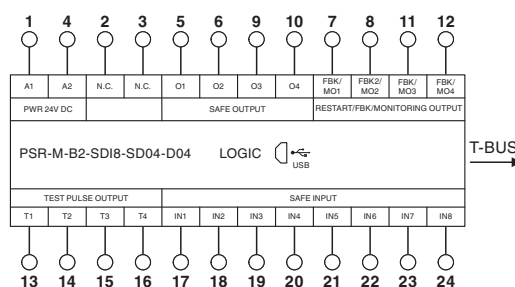 1 4 2 3 5 6 9 10 7 8 11 12
A1 A2 N.C. N.C. O1 O2 O3 O4 FBK/ MO1 FBK2/ MO2 FBK/ MO3 FBK/ MO4
PWR 24V DC SAFE OUTPUT RESTART/FBK/MONITORING OUTPUT
PSR-M-B2-SDI8-SD04-D04 LOGIC USB
T-BUS
TEST PULSE OUTPUT SAFE INPUT
T1 T2 T3 T4 IN1 IN2 IN3 IN4 IN5 IN6 IN7 IN8
13 14 15 16 17 18 19 20 21 22 23 24